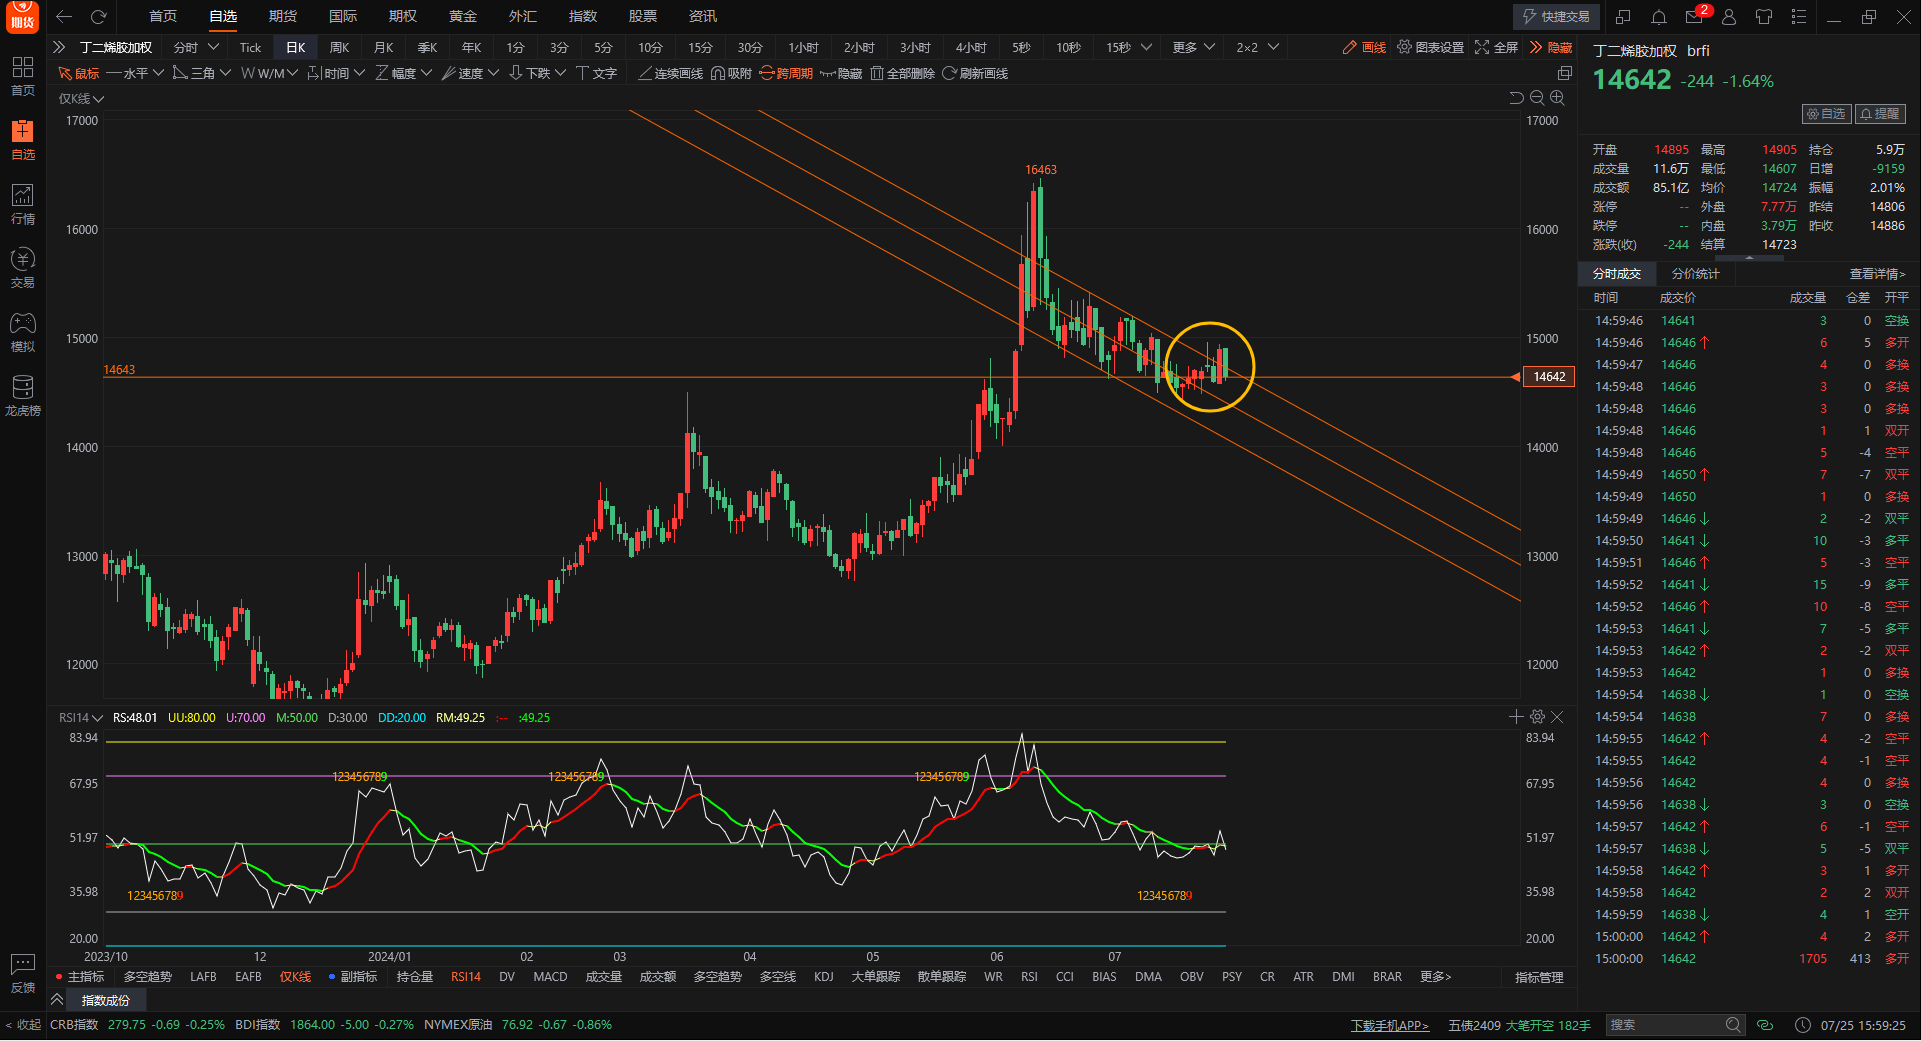 期货
首页 自选 期货 国际 期权 黄金 外汇 指数 股票 资讯
快捷交易 2
丁二烯胶加权 分时 Tick 日K 周K 月K 季K 年K 1分 3分 5分 10分 15分 30分 1小时 2小时 3小时 4小时 5秒 10秒 15秒 更多 2×2 画线 图表设置 全屏 隐藏
鼠标 水平 三角 W/M 时间 幅度 速度 下跌 文字 连续画线 吸附 跨周期 隐藏 全部删除 刷新画线
仅K线
首页
自选
行情
交易
模拟
龙虎榜
反馈
17000 17000
16463
16000 16000
15000 15000
14643
14642
14000 14000
13000 13000
12000 12000
RSI14 RS:48.01 UU:80.00 U:70.00 M:50.00 D:30.00 DD:20.00 RM:49.25 :-- :49.25
83.94 83.94
67.95 123456789 123456789 123456789 67.95
51.97 51.97
35.98 123456789 123456789 35.98
20.00 20.00
2023/10 12 2024/01 02 03 04 05 06 07
主指标 多空趋势 LAFB EAFB 仅K线 副指标 持仓量 RSI14 DV MACD 成交量 成交额 多空趋势 多空线 KDJ 大单跟踪 散单跟踪 WR RSI CCI BIAS DMA OBV PSY CR ATR DMI BRAR 更多> 指标管理
指数成份
< 收起 CRB指数 279.75 -0.69 -0.25% BDI指数 1864.00 -5.00 -0.27% NYMEX原油 76.92 -0.67 -0.86% 下载手机APP> 五债2409 大笔开空 182手 搜索 07/25 15:59:25
丁二烯胶加权 brfi
14642 -244 -1.64%
自选 提醒
开盘 14895 最高 14905 持仓 5.9万
成交量 11.6万 最低 14607 日增 -9159
成交额 85.1亿 均价 14724 振幅 2.01%
涨停 -- 外盘 7.77万 昨结 14806
跌停 -- 内盘 3.79万 昨收 14886
涨跌(收) -244 结算 14723
分时成交 分价统计 查看详情>
时间 成交价 成交量 仓差 开平
14:59:46 14641 3 0 空换
14:59:46 14646↑ 6 5 多开
14:59:47 14646 4 0 多换
14:59:48 14646 3 0 多换
14:59:48 14646 3 0 多换
14:59:48 14646 1 1 双开
14:59:48 14646 5 -4 空平
14:59:49 14650↑ 7 -7 双平
14:59:49 14650 1 0 多换
14:59:49 14646↓ 2 -2 双平
14:59:50 14641↓ 10 -3 多平
14:59:51 14646↑ 5 -3 空平
14:59:52 14641↓ 15 -9 多平
14:59:52 14646↑ 10 -8 空平
14:59:53 14641↓ 7 -5 多平
14:59:53 14642↑ 2 -2 双平
14:59:53 14642 1 0 多换
14:59:54 14638↓ 1 0 空换
14:59:54 14638 7 0 多换
14:59:55 14642↑ 4 -2 空平
14:59:55 14642 4 -1 空平
14:59:56 14642 4 0 多换
14:59:56 14638↓ 3 0 空换
14:59:57 14642↑ 6 -1 空平
14:59:57 14638↓ 5 -5 双平
14:59:58 14642↑ 3 1 多开
14:59:58 14642 2 2 双开
14:59:59 14638↓ 4 1 空开
15:00:00 14642↑ 4 2 多开
15:00:00 14642 1705 413 多开